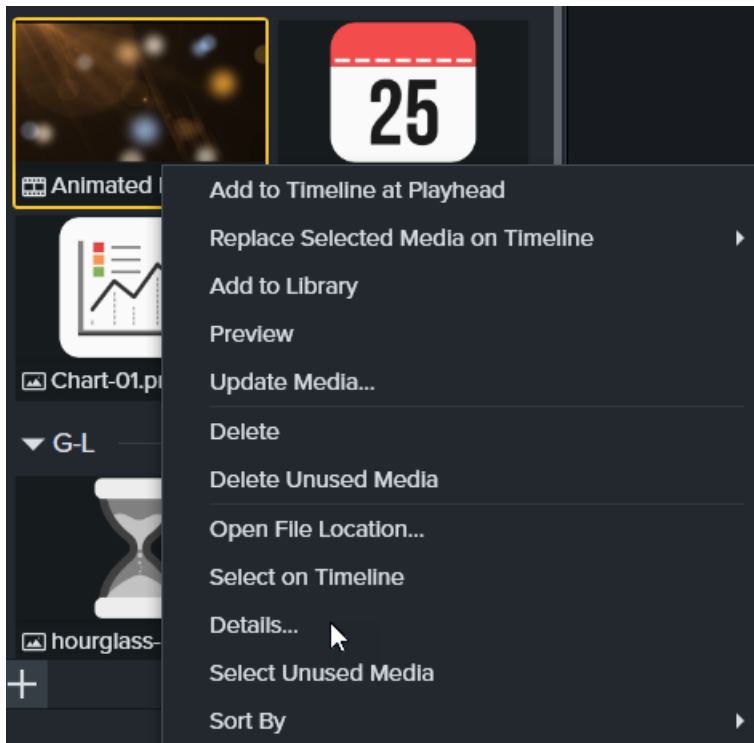 25
Animated
Chart-01.pr
G-L
hourglass-
Add to Timeline at Playhead
Replace Selected Media on Timeline
Add to Library
Preview
Update Media...
Delete
Delete Unused Media
Open File Location...
Select on Timeline
Details...
Select Unused Media
Sort By